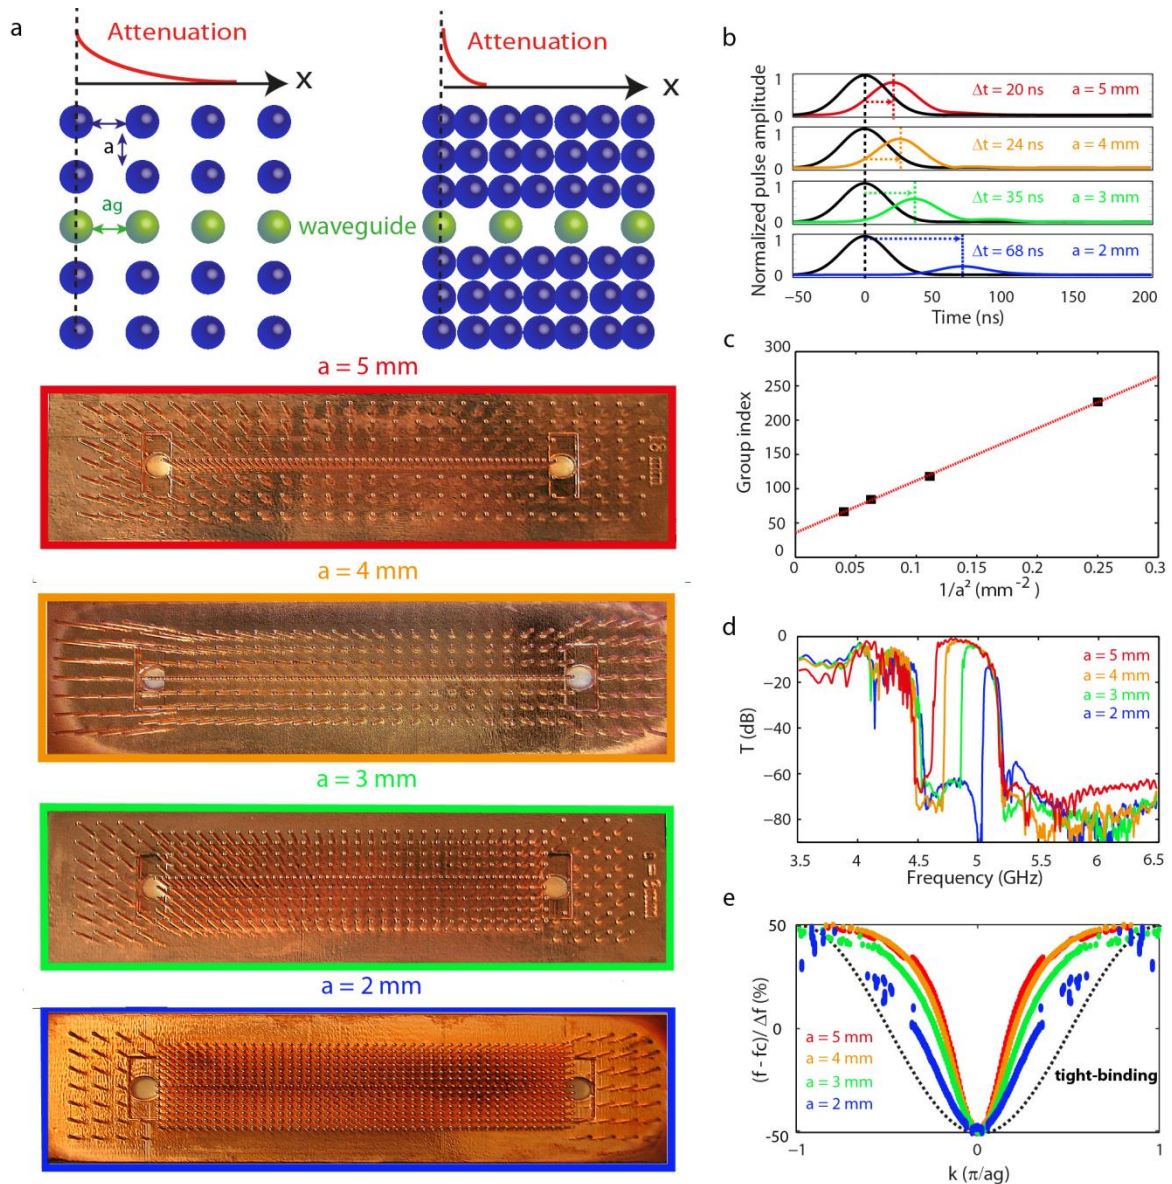 a
Attenuation
x
a
ag
waveguide
Attenuation
x
a = 5 mm
18 mm
a = 4 mm
a = 3 mm
a = 2 mm
b
Normalized pulse amplitude
1
0
Δt = 20 ns a = 5 mm
1
0
Δt = 24 ns a = 4 mm
1
0
Δt = 35 ns a = 3 mm
1
0
Δt = 68 ns a = 2 mm
−50 0 50 100 150 200
Time (ns)
c
Group index
300
250
200
150
100
50
0
0 0.05 0.1 0.15 0.2 0.25 0.3
1/a² (mm⁻²)
d
T (dB)
0
−20
−40
−60
−80
a = 5 mm
a = 4 mm
a = 3 mm
a = 2 mm
3.5 4 4.5 5 5.5 6 6.5
Frequency (GHz)
e
(f - fc)/ Δf (%)
50
0
-50
a = 5 mm
a = 4 mm
a = 3 mm
a = 2 mm
tight-binding
−1 0 1
k (π/ag)